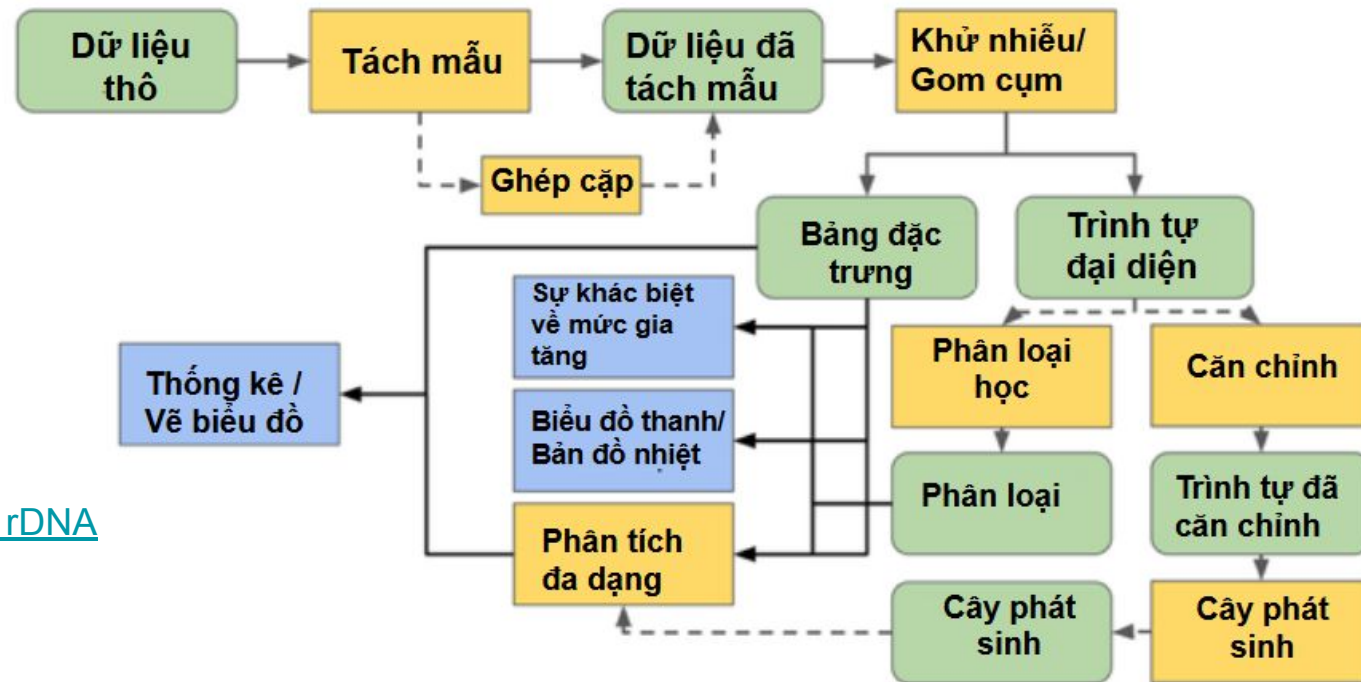 Dữ liệu
thô
Tách mẫu
Dữ liệu đã
tách mẫu
Khử nhiễu/
Gom cụm
Ghép cặp
Bảng đặc
trưng
Trình tự
đại diện
Sự khác biệt
về mức gia
tăng
Phân loại
học
Căn chỉnh
Thống kê /
Vẽ biểu đồ
Biểu đồ thanh/
Bản đồ nhiệt
Phân loại
Trình tự đã
căn chỉnh
rDNA
Phân tích
đa dạng
Cây phát
sinh
Cây phát
sinh